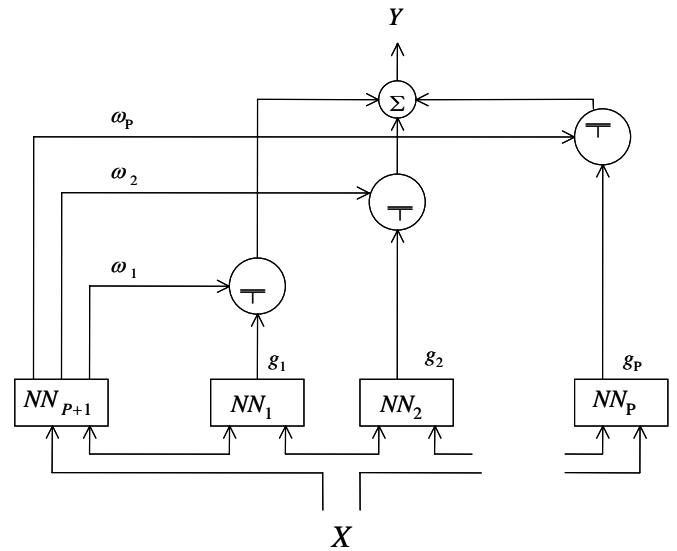 Y
Σ
ω_P
ω_2
ω_1
g_1
g_2
g_P
NN_{P+1}
NN_1
NN_2
NN_P
X